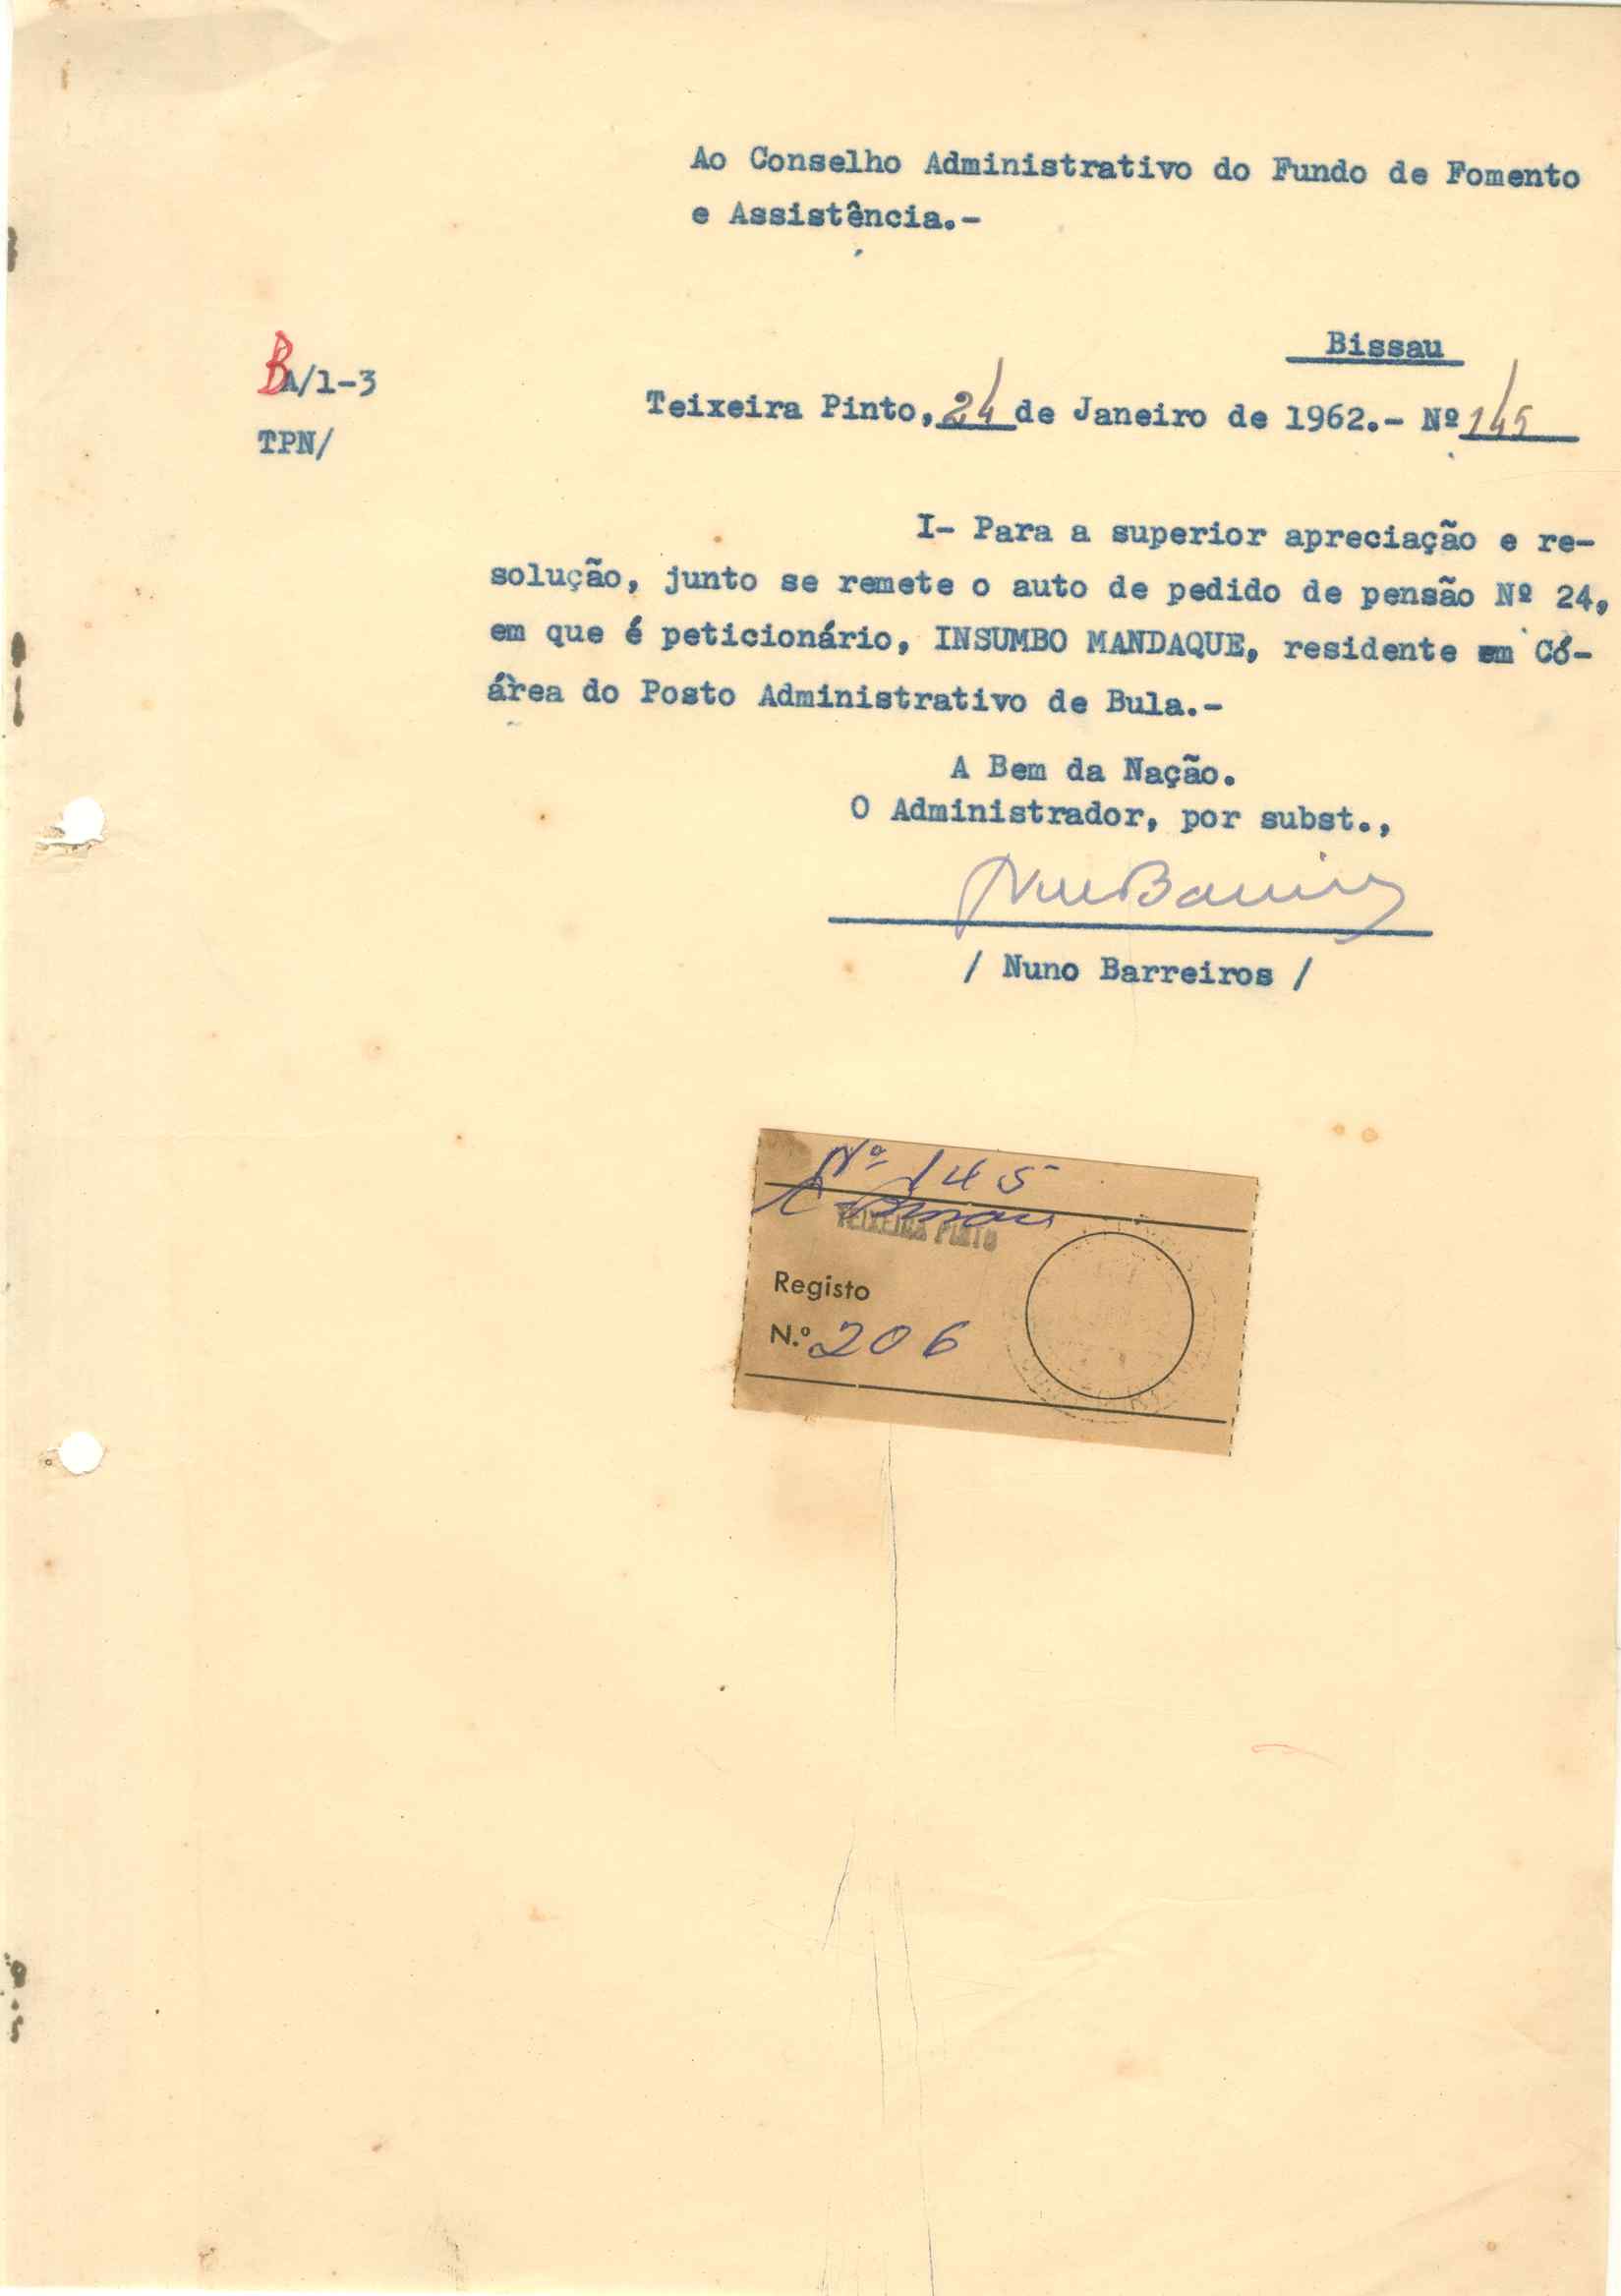 Ao Conselho Administrativo do Fundo de Fomento
e Assistência.-
Bissau
BA/1-3
Teixeira Pinto, 24 de Janeiro de 1962.- Nº 145
TPN/
I- Para a superior apreciação e re-
solução, junto se remete o auto de pedido de pensão Nº 24,
em que é peticionário, INSUMBO MANDAQUE, residente em Có-
área do Posto Administrativo de Bula.-
A Bem da Nação.
O Administrador, por subst.,
/ Nuno Barreiros /
Nº 145
TEIXEIRA PINTO
Registo
N.º 206